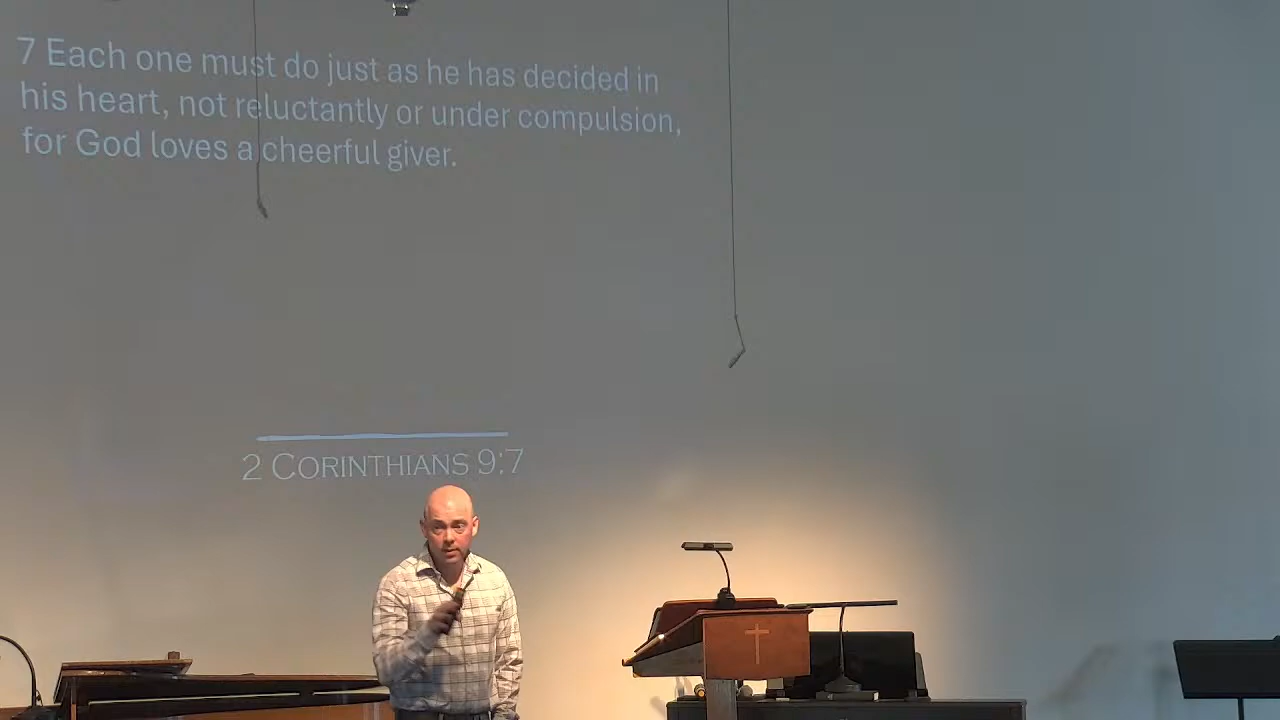 7 Each one must do just as he has decided in
his heart, not reluctantly or under compulsion,
for God loves a cheerful giver.
2 CORINTHIANS 9:7